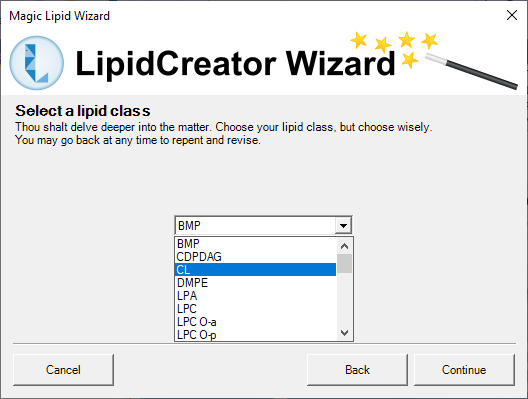 Magic Lipid Wizard
LipidCreator Wizard
Select a lipid class
Thou shalt delve deeper into the matter. Choose your lipid class, but choose wisely.
You may go back at any time to repent and revise.
BMP
BMP
CDPDAG
CL
DMPE
LPA
LPC
LPC O-a
LPC O-p
Cancel
Back
Continue